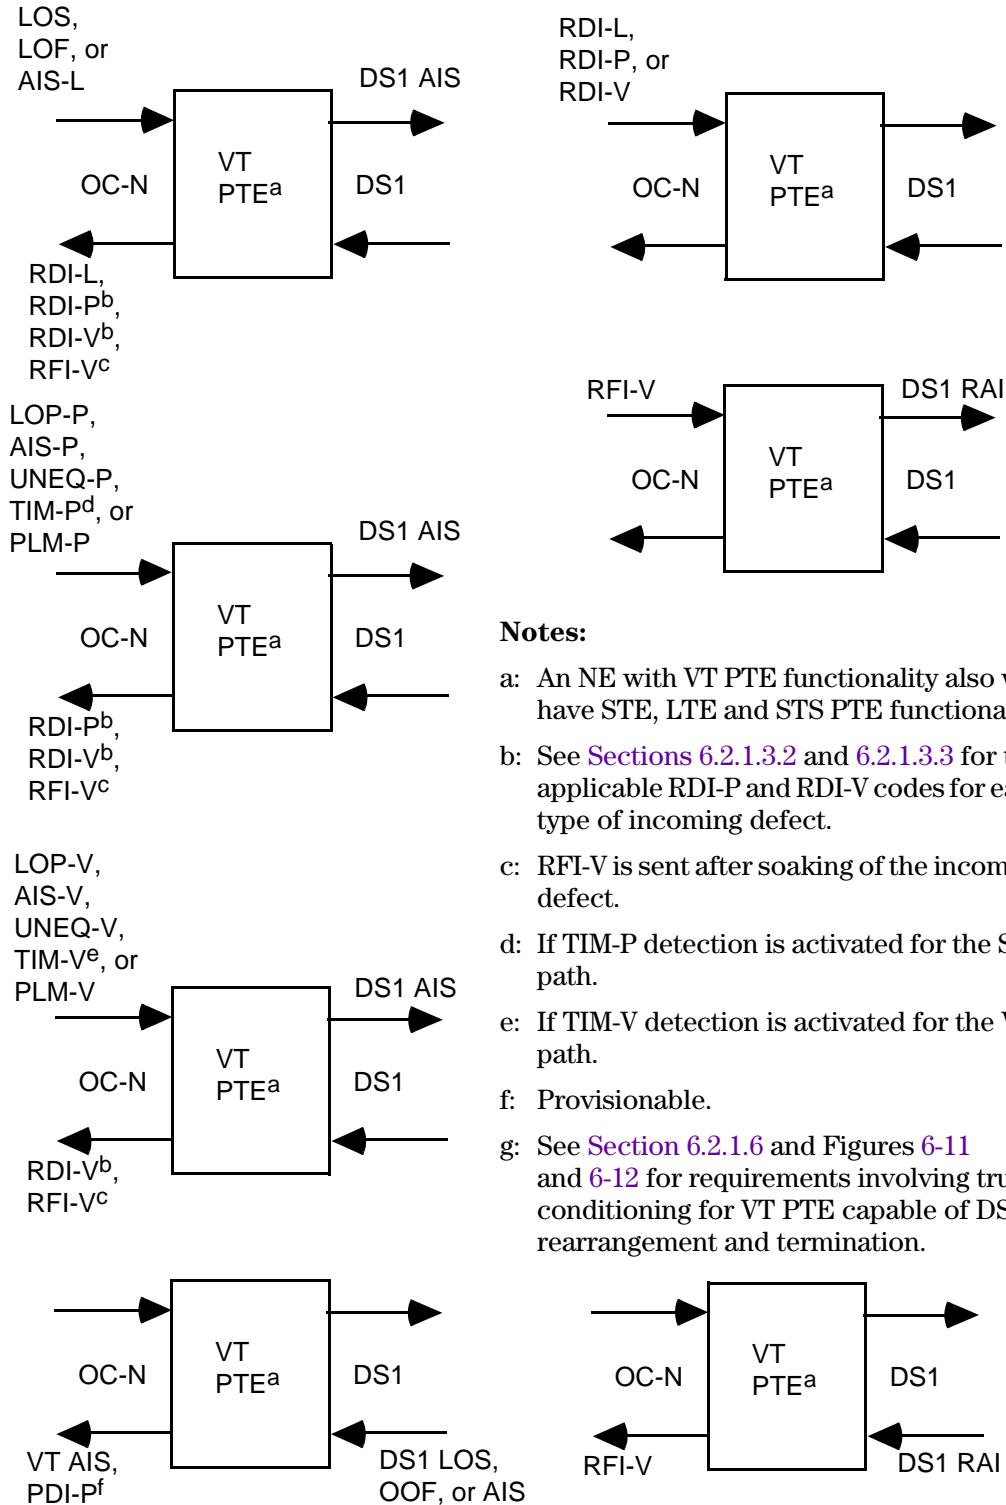 LOS,
LOF, or
AIS-L
DS1 AIS
VT
PTEa
OC-N
DS1
RDI-L,
RDI-Pb,
RDI-Vb,
RFI-Vc
RDI-L,
RDI-P, or
RDI-V
VT
PTEa
OC-N
DS1
RFI-V
DS1 RAI
VT
PTEa
OC-N
DS1
LOP-P,
AIS-P,
UNEQ-P,
TIM-Pd, or
PLM-P
DS1 AIS
VT
PTEa
OC-N
DS1
RDI-Pb,
RDI-Vb,
RFI-Vc
LOP-V,
AIS-V,
UNEQ-V,
TIM-Ve, or
PLM-V
DS1 AIS
VT
PTEa
OC-N
DS1
RDI-Vb,
RFI-Vc
Notes:
a: An NE with VT PTE functionality also
have STE, LTE and STS PTE
b: See Sections 6.2.1.3.2 and 6.2.1.3.3 for
applicable RDI-P and RDI-V codes for
type of incoming defect.
c: RFI-V is sent after soaking of the
defect.
d: If TIM-P detection is activated for the
path.
e: If TIM-V detection is activated for the
path.
f: Provisionable.
g: See Section 6.2.1.6 and Figures 6-11
and 6-12 for requirements involving
conditioning for VT PTE capable of
rearrangement and termination.
VT
PTEa
OC-N
DS1
VT AIS,
PDI-Pf
DS1 LOS,
OOF, or AIS
VT
PTEa
OC-N
DS1
RFI-V
DS1 RAI